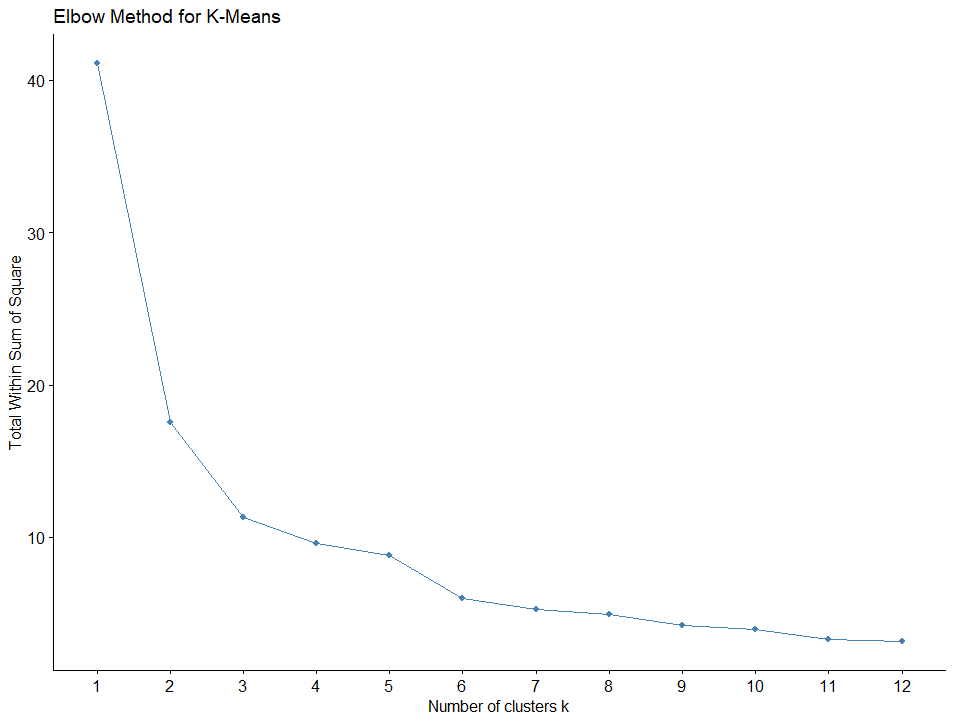 Elbow Method for K-Means
Total Within Sum of Square
40
30
20
10
1 2 3 4 5 6 7 8 9 10 11 12
Number of clusters k